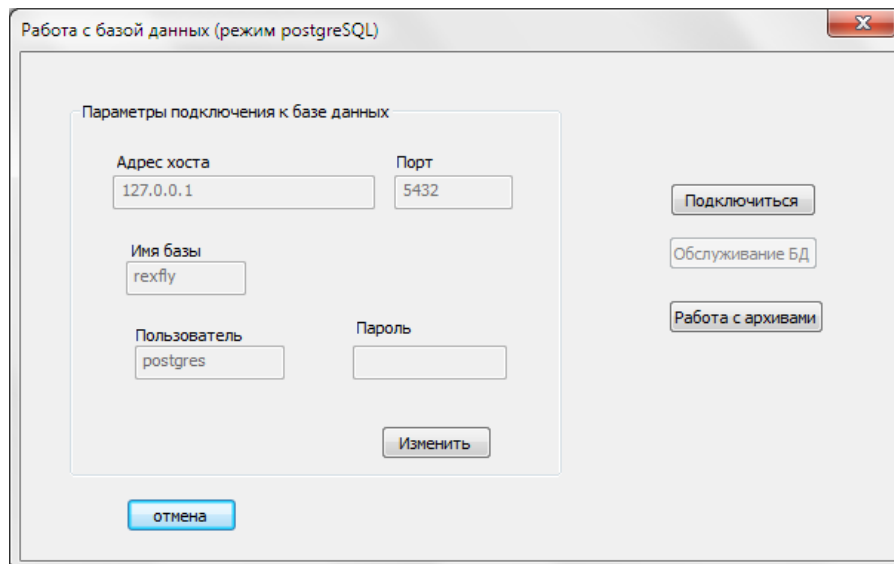 Работа с базой данных (режим postgreSQL)
Параметры подключения к базе данных
Адрес хоста Порт
127.0.0.1 5432
Подключиться
Имя базы
Обслуживание БД
rexfly
Работа с архивами
Пользователь Пароль
postgres
Изменить
отмена